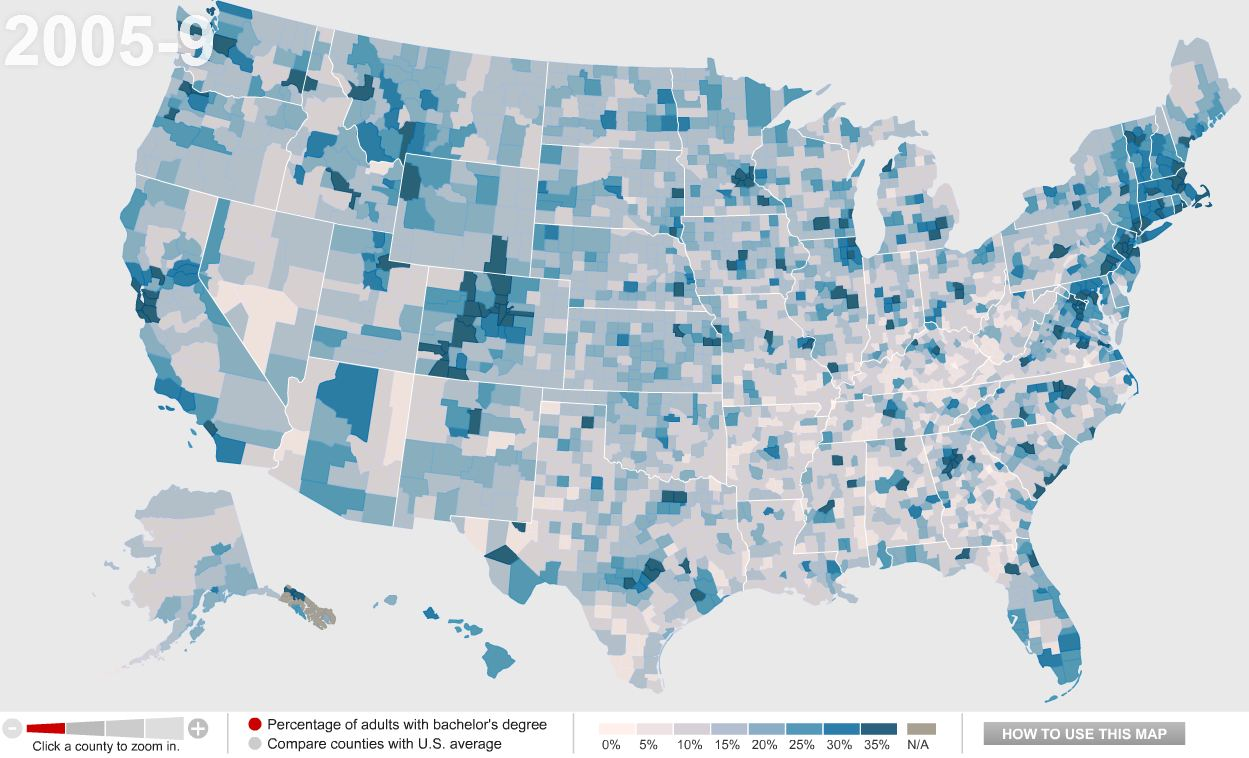 2005-9
Percentage of adults with bachelor's degree
Click a county to zoom in.
Compare counties with U.S. average
0% 5% 10% 15% 20% 25% 30% 35% N/A
HOW TO USE THIS MAP